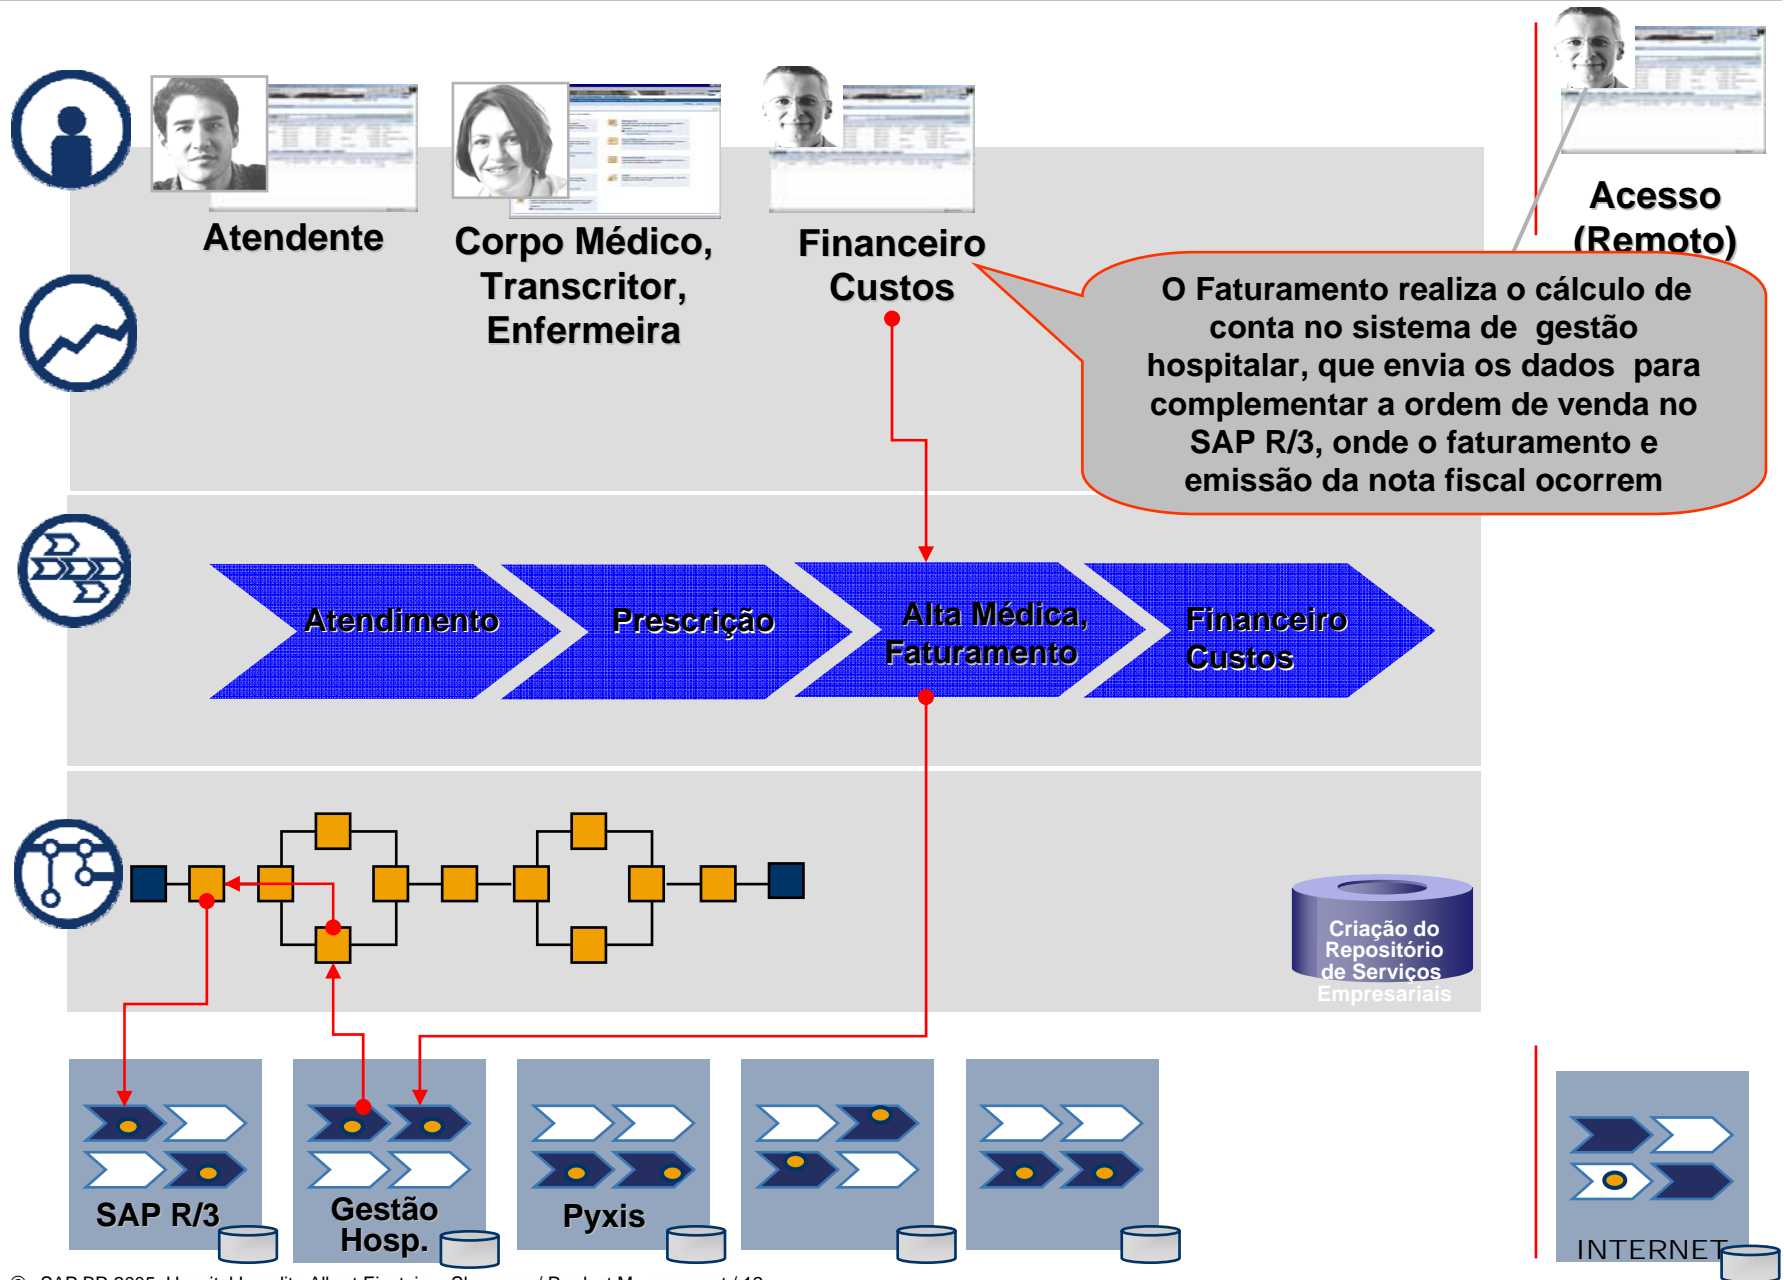 Atendente
Corpo Médico,
Transcritor,
Enfermeira
Financeiro
Custos
Acesso
(Remoto)
O Faturamento realiza o cálculo de
conta no sistema de gestão
hospitalar, que envia os dados para
complementar a ordem de venda no
SAP R/3, onde o faturamento e
emissão da nota fiscal ocorrem
Atendimento
Prescrição
Alta Médica,
Faturamento
Financeiro
Custos
Criação do
Repositório
de Serviços
Empresariais
SAP R/3
Gestão
Hosp.
Pyxis
INTERNET